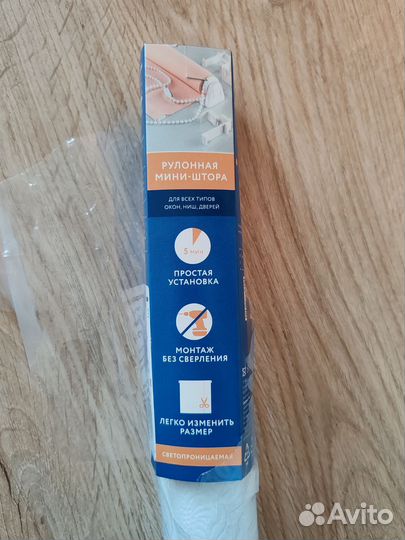 РУЛОННАЯ
МИНИ-ШТОРА
ДЛЯ ВСЕХ ТИПОВ
ОКОН, НИШ, ДВЕРЕЙ
5 МИН
ПРОСТАЯ
УСТАНОВКА
МОНТАЖ
БЕЗ СВЕРЛЕНИЯ
ЛЕГКО ИЗМЕНИТЬ
РАЗМЕР
СВЕТОПРОНИЦАЕМАЯ
Avito